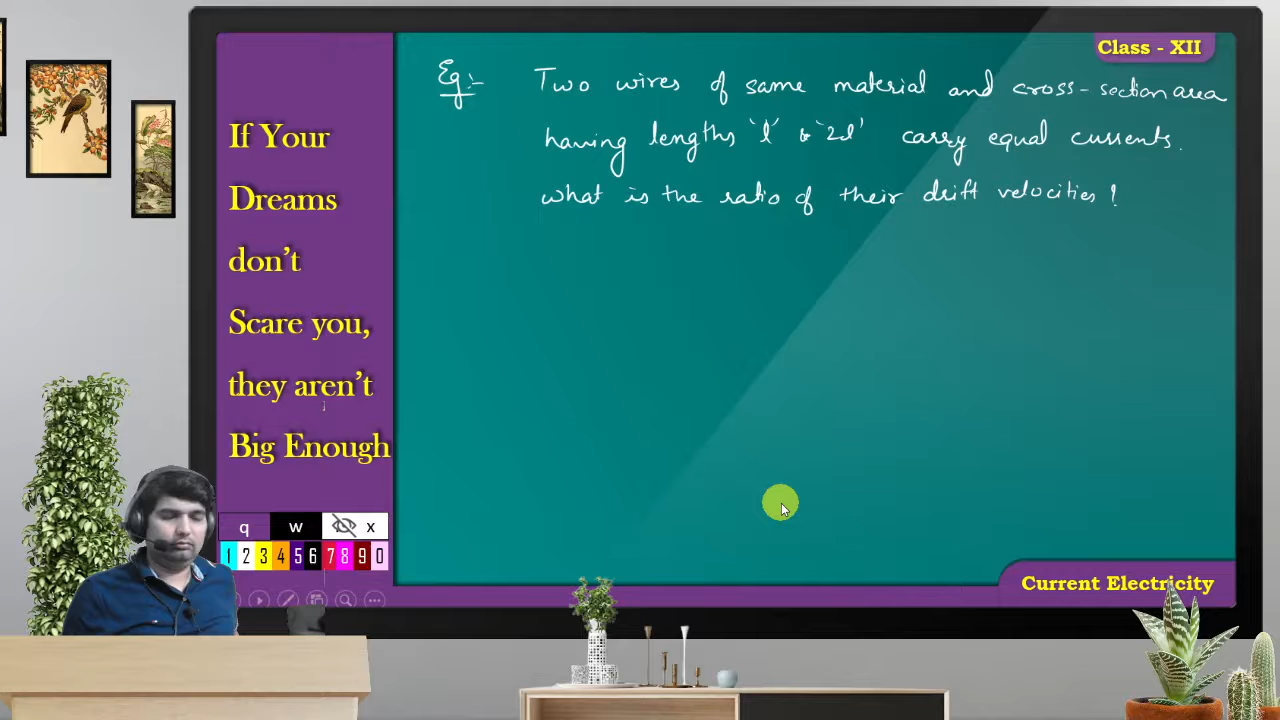 Class - XII
Eg:-
Two wires of same material and cross-section area
having lengths 'l' & '2l' carry equal currents.
what is the ratio of their drift velocities !
If Your
Dreams
don't
Scare you,
they aren't
Big Enough
q w x
1 2 3 4 5 6 7 8 9 0
Current Electricity